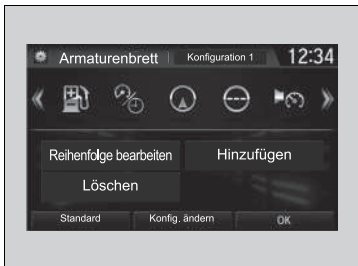 Armaturenbrett Konfiguration 1 12:34
Reihenfolge bearbeiten Hinzufügen
Löschen
Standard Konfig. ändern OK